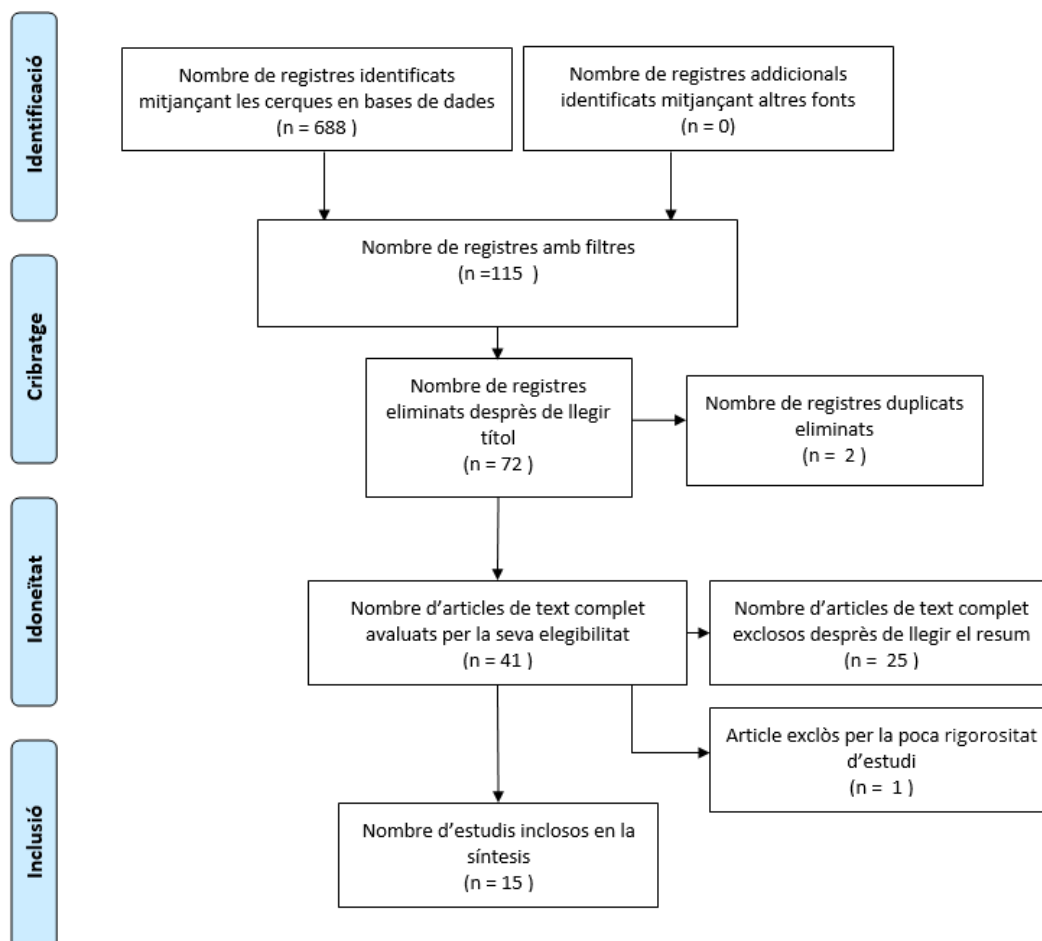 Identificació
Nombre de registres identificats
mitjançant les cerques en bases de dades
(n = 688 )
Nombre de registres addicionals
identificats mitjançant altres fonts
(n = 0)
Cribratge
Nombre de registres amb filtres
(n =115 )
Nombre de registres
eliminats desprès de llegir
títol
(n = 72 )
Nombre de registres duplicats
eliminats
(n = 2 )
Idoneïtat
Nombre d’articles de text complet
avaluats per la seva elegibilitat
(n = 41 )
Nombre d’articles de text complet
exclosos desprès de llegir el resum
(n = 25 )
Article exclòs per la poca rigorositat
d’estudi
(n = 1 )
Inclusió
Nombre d’estudis inclosos en la
síntesis
(n = 15 )